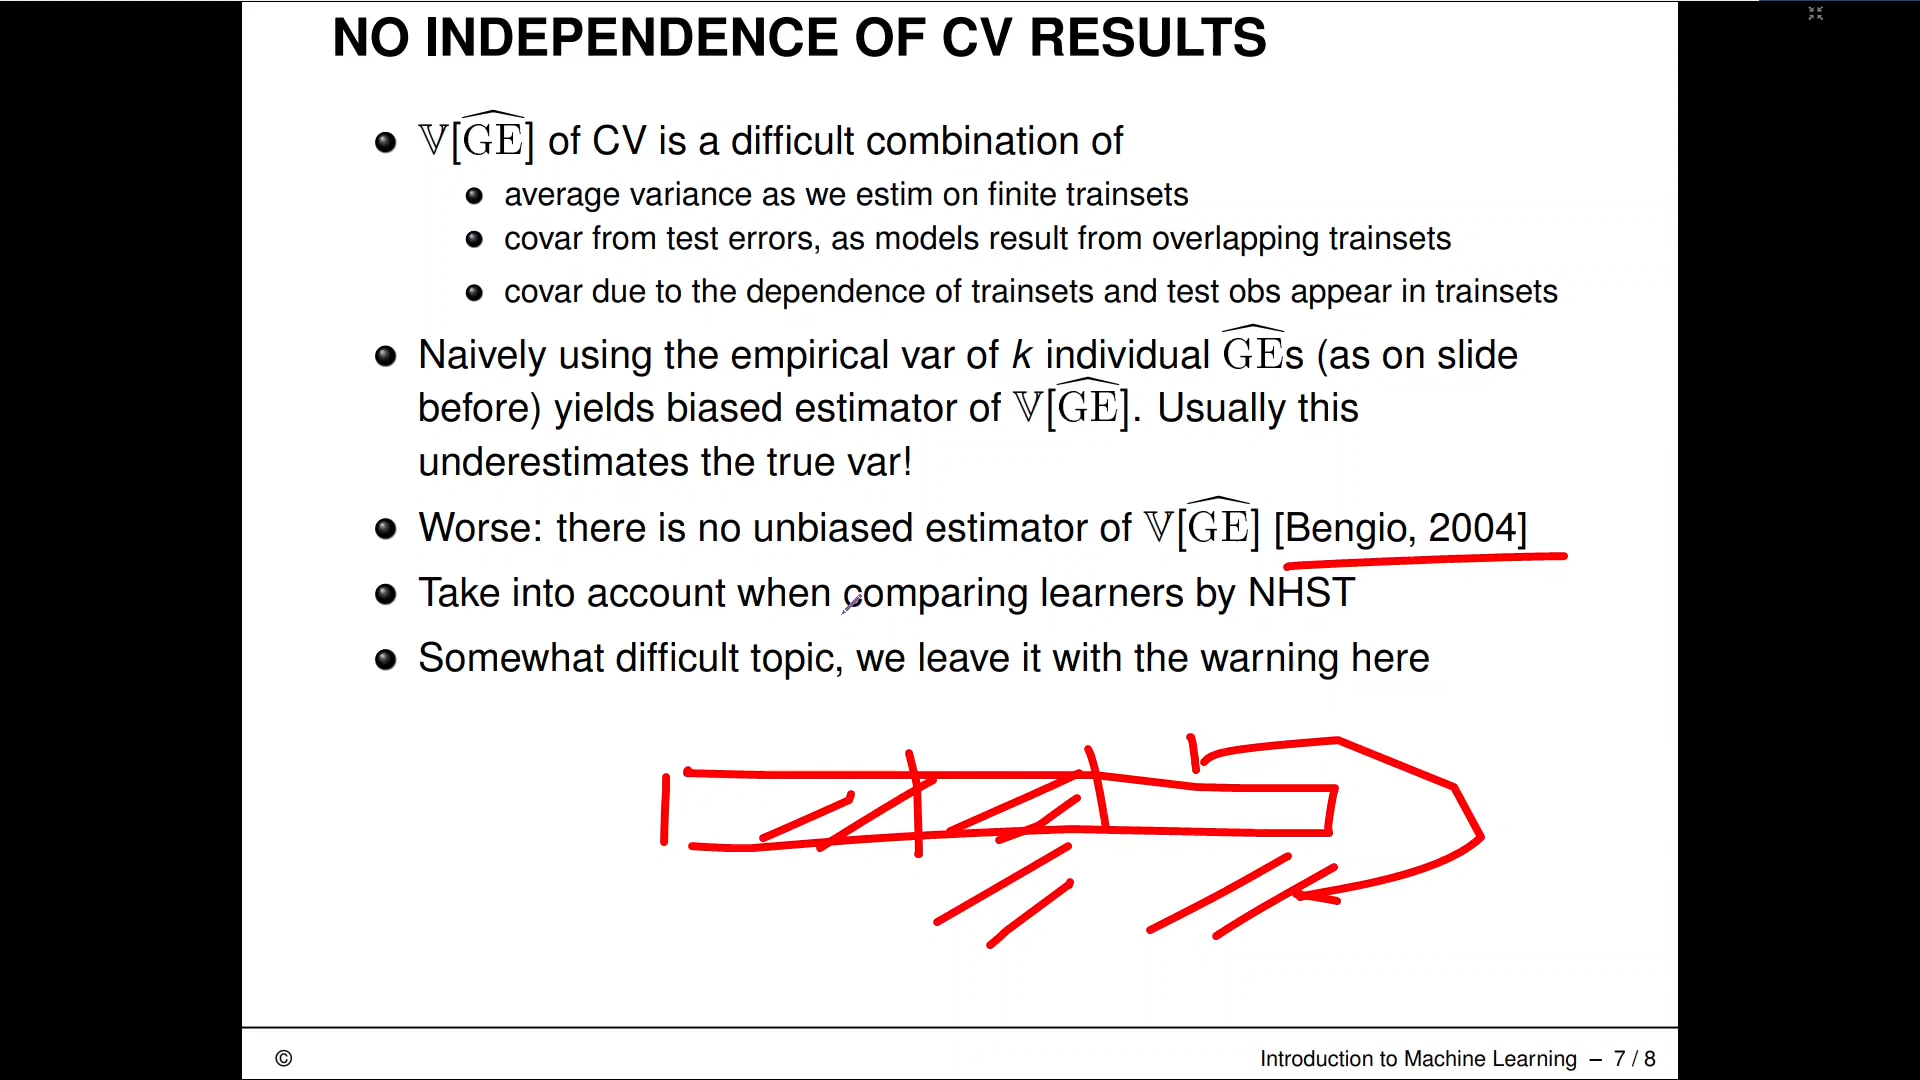 NO INDEPENDENCE OF CV RESULTS
𝕍[\widehat{GE}] of CV is a difficult combination of
average variance as we estim on finite trainsets
covar from test errors, as models result from overlapping trainsets
covar due to the dependence of trainsets and test obs appear in trainsets
Naively using the empirical var of k individual \widehat{GE}s (as on slide
before) yields biased estimator of 𝕍[\widehat{GE}]. Usually this
underestimates the true var!
Worse: there is no unbiased estimator of 𝕍[\widehat{GE}] [Bengio, 2004]
Take into account when comparing learners by NHST
Somewhat difficult topic, we leave it with the warning here
© Introduction to Machine Learning – 7 / 8